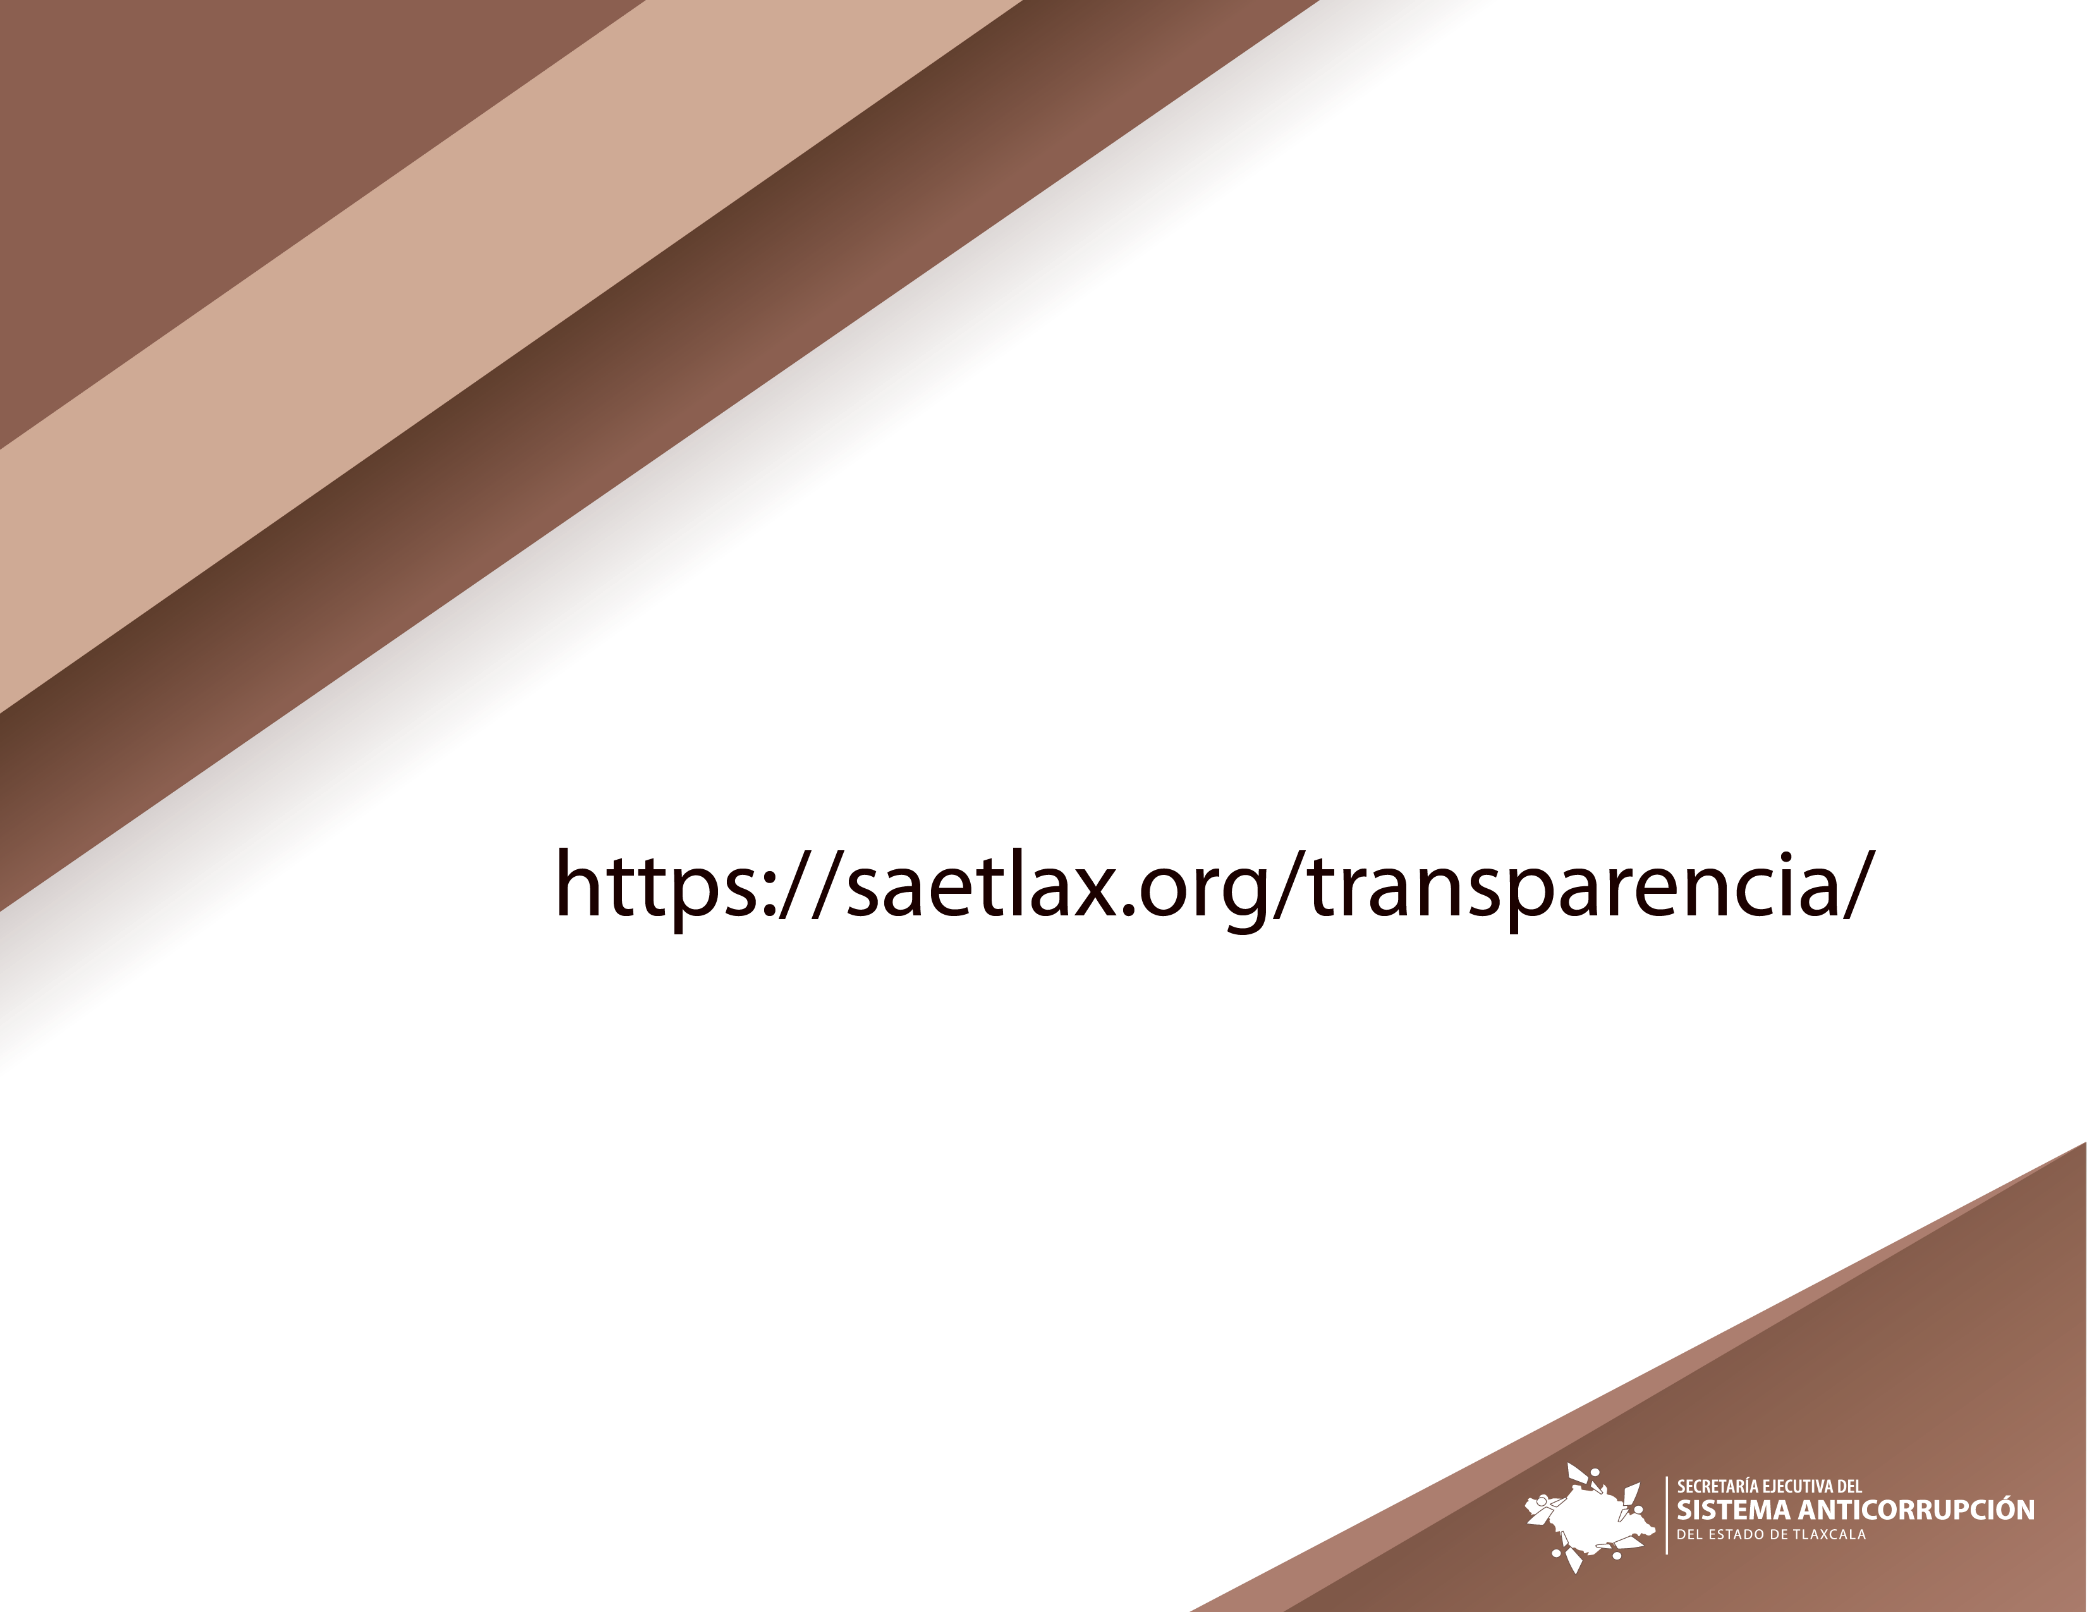 https://saetlax.org/transparencia/
SECRETARÍA EJECUTIVA DEL
SISTEMA ANTICORRUPCIÓN
DEL ESTADO DE TLAXCALA